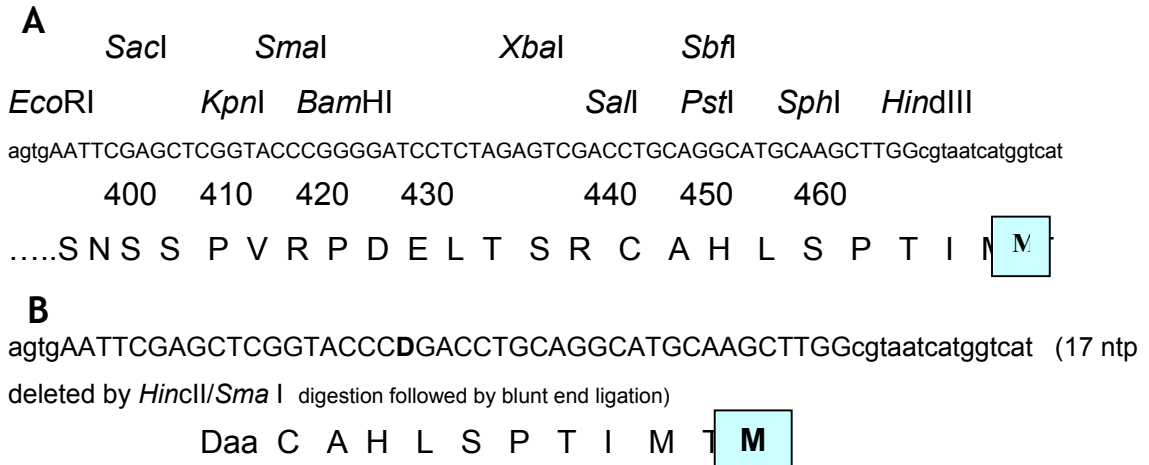 A
SacI SmaI XbaI SbfI
EcoRI KpnI BamHI SalI PstI SphI HindIII
agtgAATTCGAGCTCGGTACCCGGGGATCCTCTAGAGTCGACCTGCAGGCATGCAAGCTTGGcgtaatcatggtcat
400 410 420 430 440 450 460
…..S N S S P V R P D E L T S R C A H L S P T I M M
B
agtgAATTCGAGCTCGGTACCCDGACCTGCAGGCATGCAAGCTTGGcgtaatcatggtcat (17 ntp
deleted by HincII/Sma I digestion followed by blunt end ligation)
Daa C A H L S P T I M T M